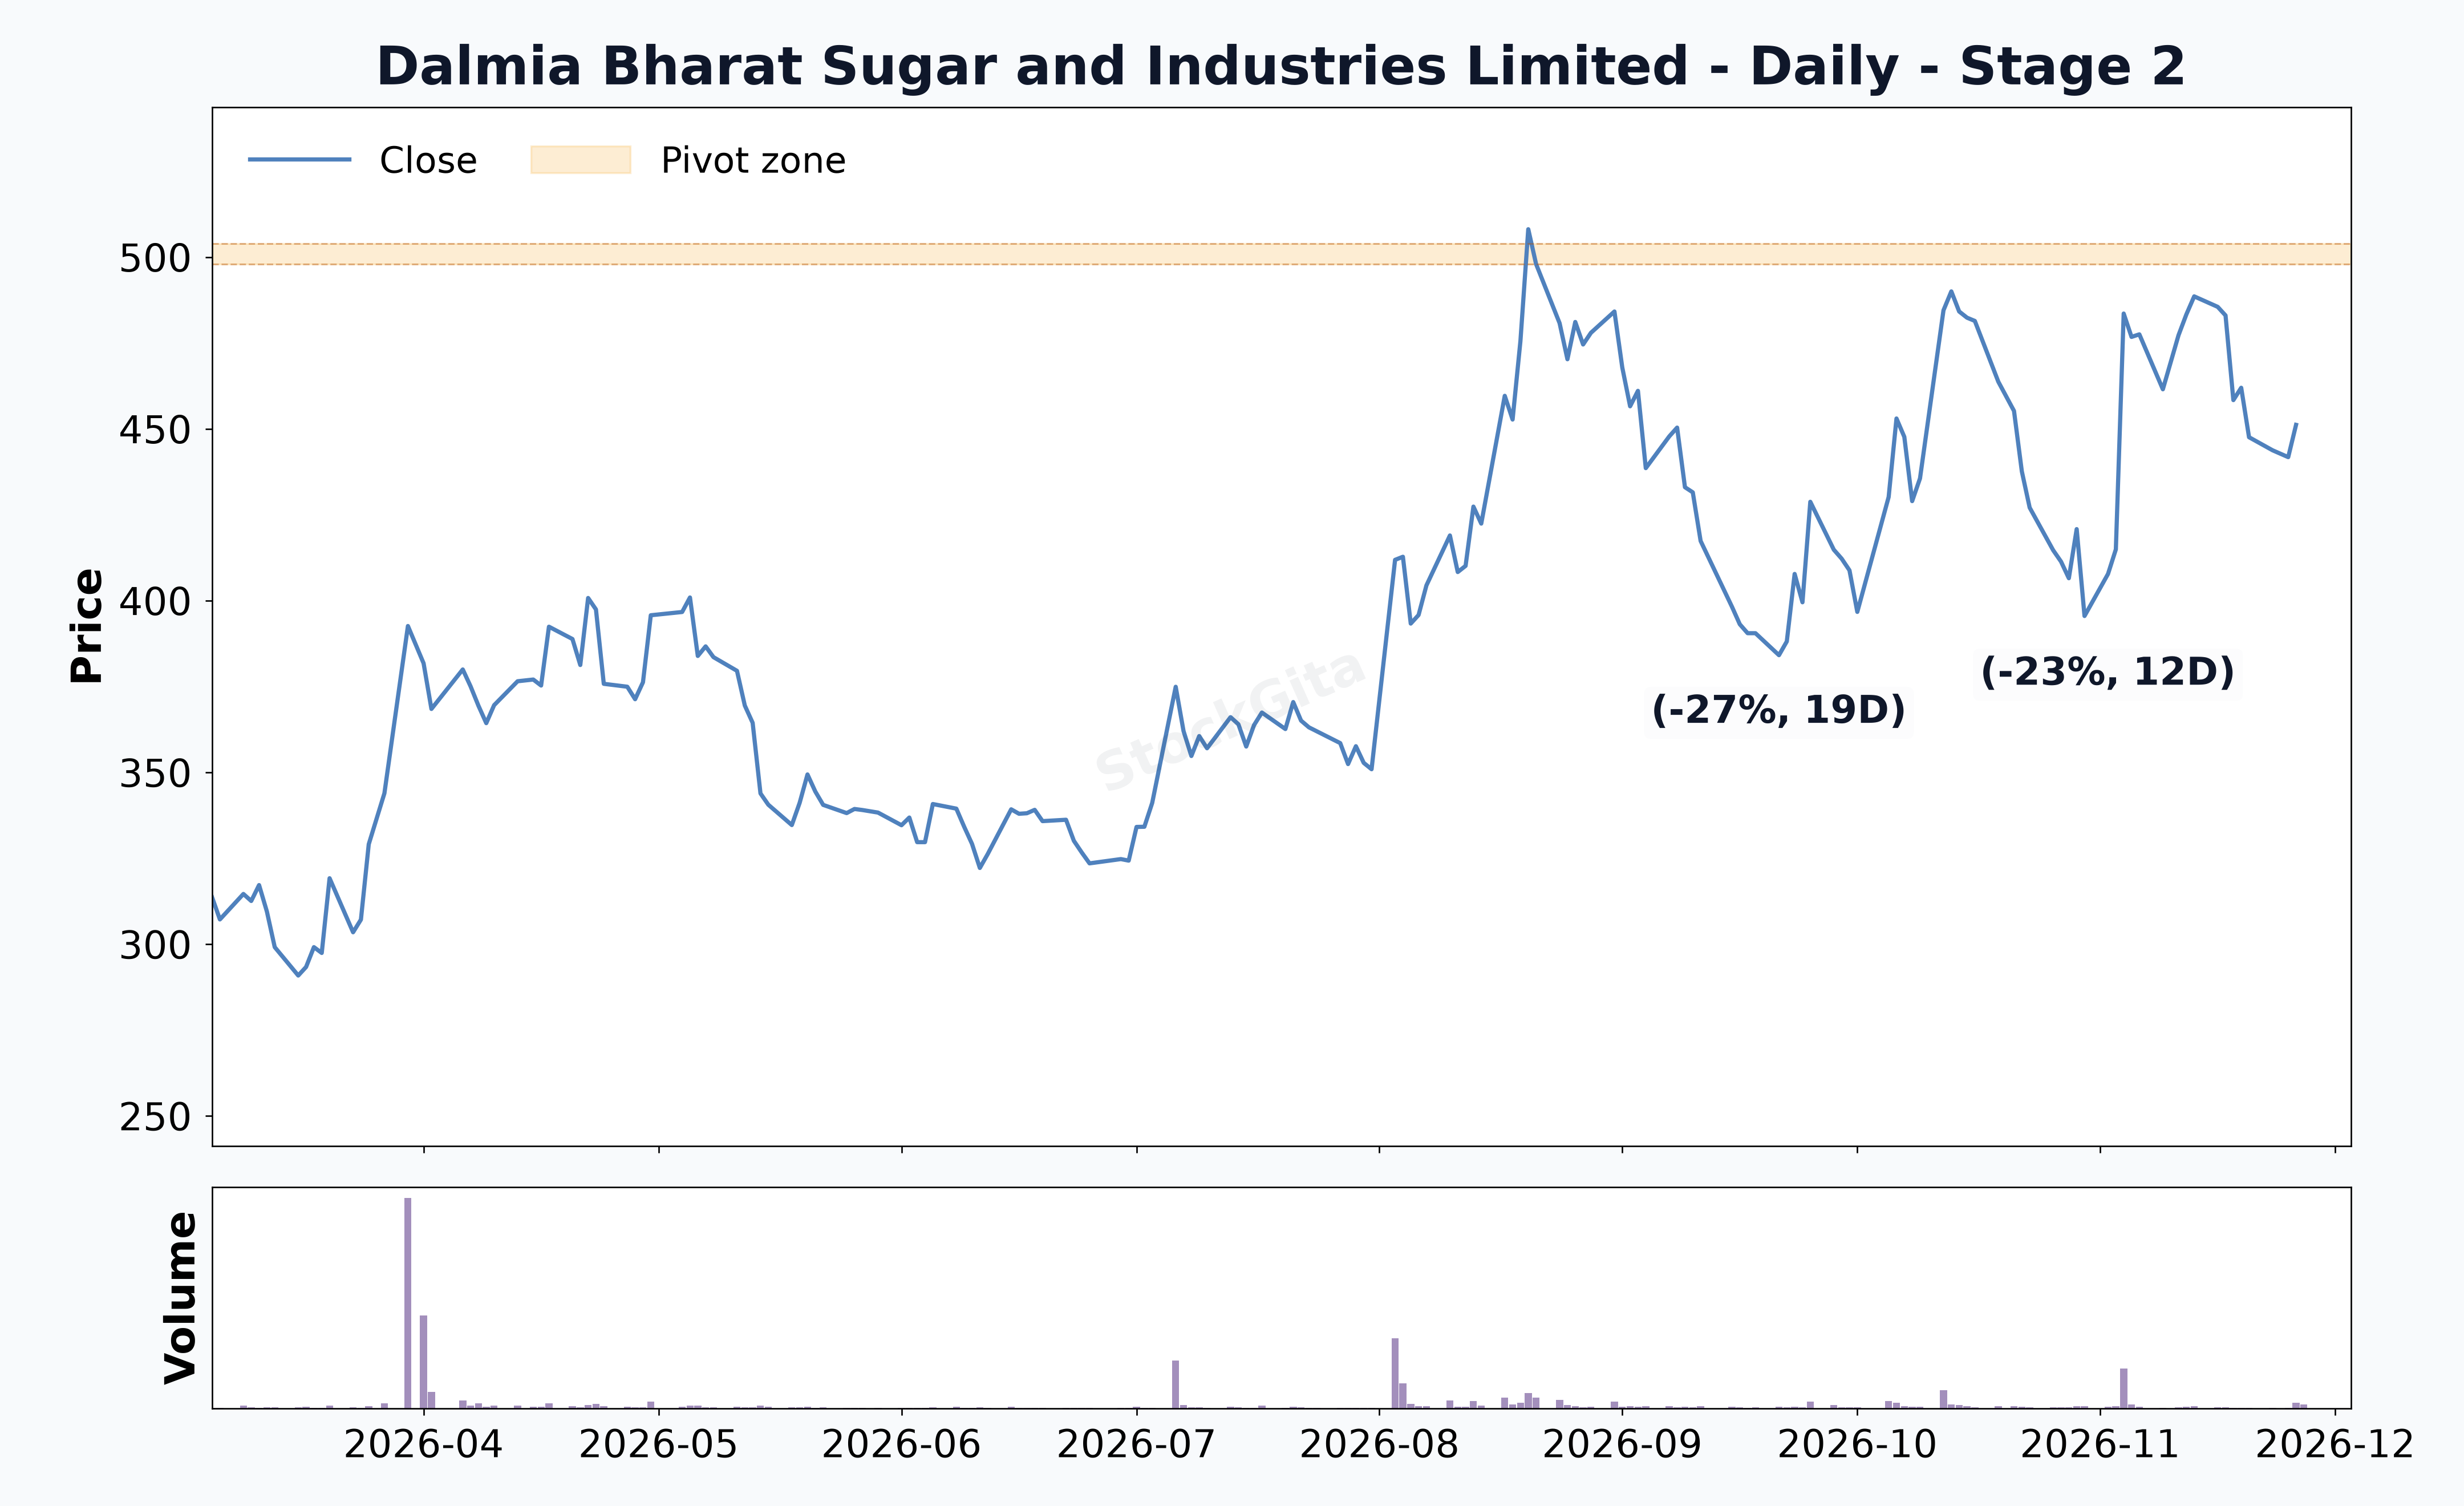 Dalmia Bharat Sugar and Industries Limited - Daily - Stage 2
Close
Pivot zone
500
450
400
350
300
250
Price
StockGita
(-27%, 19D)
(-23%, 12D)
Volume
2026-04
2026-05
2026-06
2026-07
2026-08
2026-09
2026-10
2026-11
2026-12